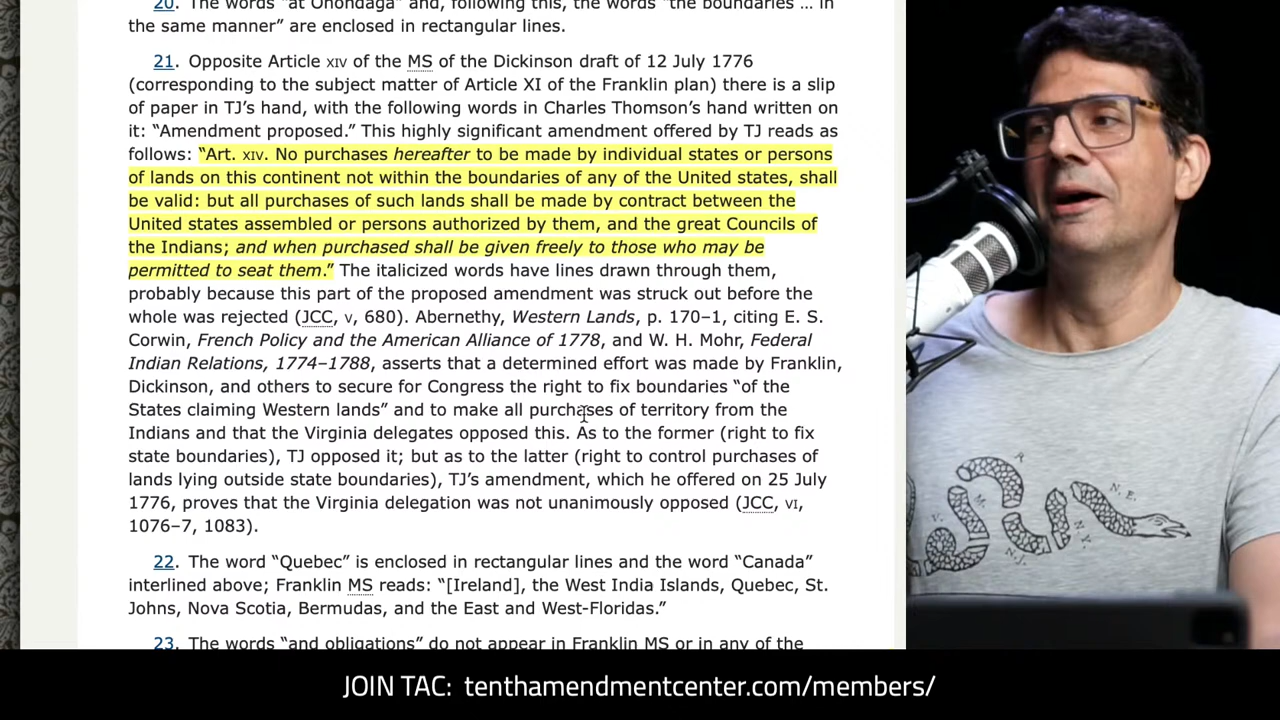 20. The words “at Onondaga” and, following this, the words “the boundaries … in
the same manner” are enclosed in rectangular lines.
21. Opposite Article XIV of the MS of the Dickinson draft of 12 July 1776
(corresponding to the subject matter of Article XI of the Franklin plan) there is a slip
of paper in TJ’s hand, with the following words in Charles Thomson’s hand written on
it: “Amendment proposed.” This highly significant amendment offered by TJ reads as
follows: “Art. XIV. No purchases hereafter to be made by individual states or persons
of lands on this continent not within the boundaries of any of the United states, shall
be valid: but all purchases of such lands shall be made by contract between the
United states assembled or persons authorized by them, and the great Councils of
the Indians; and when purchased shall be given freely to those who may be
permitted to seat them.” The italicized words have lines drawn through them,
probably because this part of the proposed amendment was struck out before the
whole was rejected (JCC, V, 680). Abernethy, Western Lands, p. 170–1, citing E. S.
Corwin, French Policy and the American Alliance of 1778, and W. H. Mohr, Federal
Indian Relations, 1774–1788, asserts that a determined effort was made by Franklin,
Dickinson, and others to secure for Congress the right to fix boundaries “of the
States claiming Western lands” and to make all purchases of territory from the
Indians and that the Virginia delegates opposed this. As to the former (right to fix
state boundaries), TJ opposed it; but as to the latter (right to control purchases of
lands lying outside state boundaries), TJ’s amendment, which he offered on 25 July
1776, proves that the Virginia delegation was not unanimously opposed (JCC, VI,
1076–7, 1083).
22. The word “Quebec” is enclosed in rectangular lines and the word “Canada”
interlined above; Franklin MS reads: “[Ireland], the West India Islands, Quebec, St.
Johns, Nova Scotia, Bermudas, and the East and West-Floridas.”
23. The words “and obligations” do not appear in Franklin MS or in any of the
R.
N. E.
V.
M.
N. Y.
N.J.
JOIN TAC: tenthamendmentcenter.com/members/